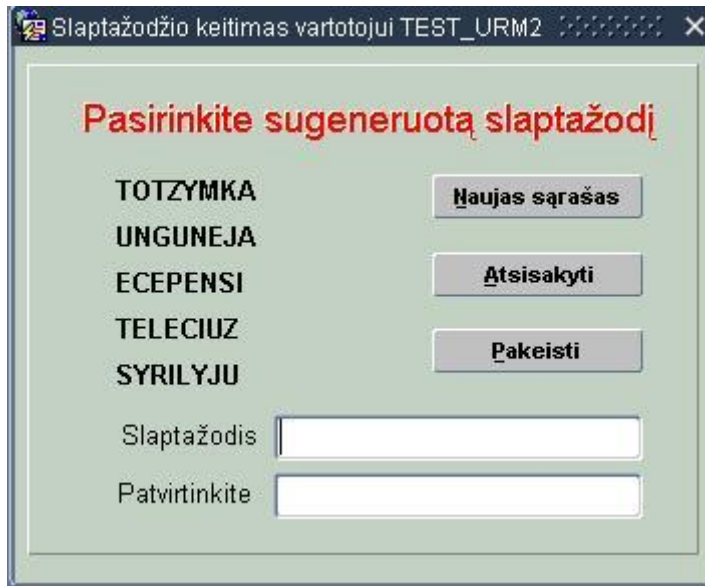 Slaptažodžio keitimas vartotojui TEST_URM2
Pasirinkite sugeneruotą slaptažodį
TOTZYMKA
UNGUNEJA
ECEPENSI
TELECIUZ
SYRILYJU
Naujas sąrašas
Atsisakyti
Pakeisti
Slaptažodis
Patvirtinkite